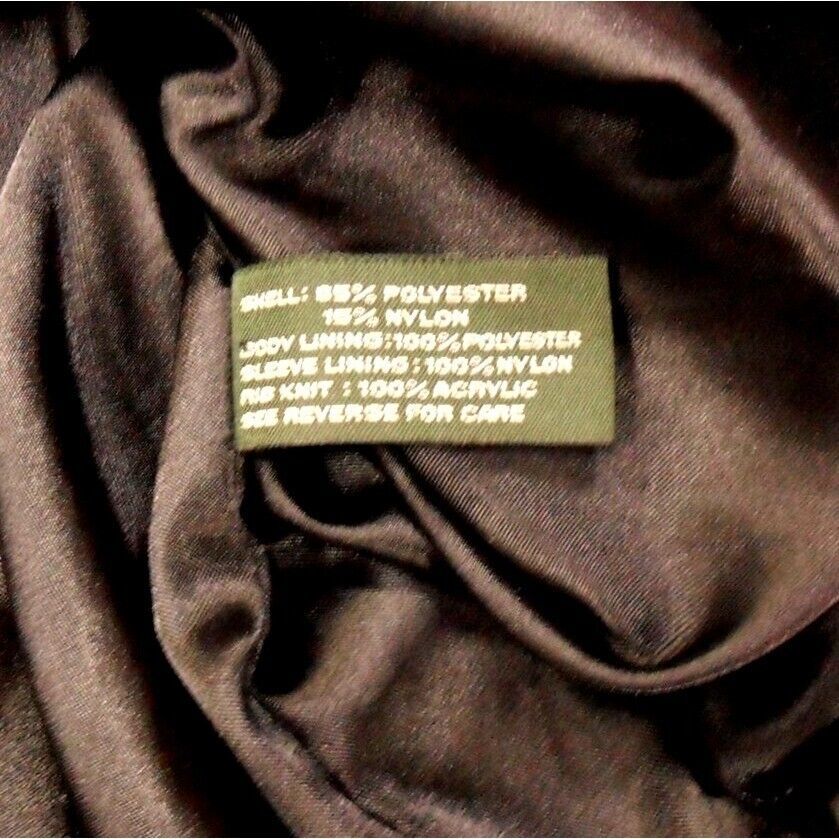 SHELL: 85% POLYESTER
15% NYLON
BODY LINING:100%POLYESTER
SLEEVE LINING:100%NYLON
RIB KNIT :100%ACRYLIC
SEE REVERSE FOR CARE